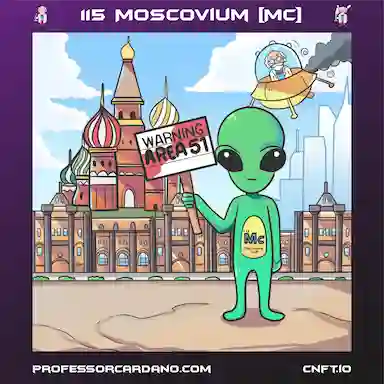 115 MOSCOVIUM [MC]
WARNING
AREA 51
Mc
PROFESSORCARDANO.COM
CNFT.IO